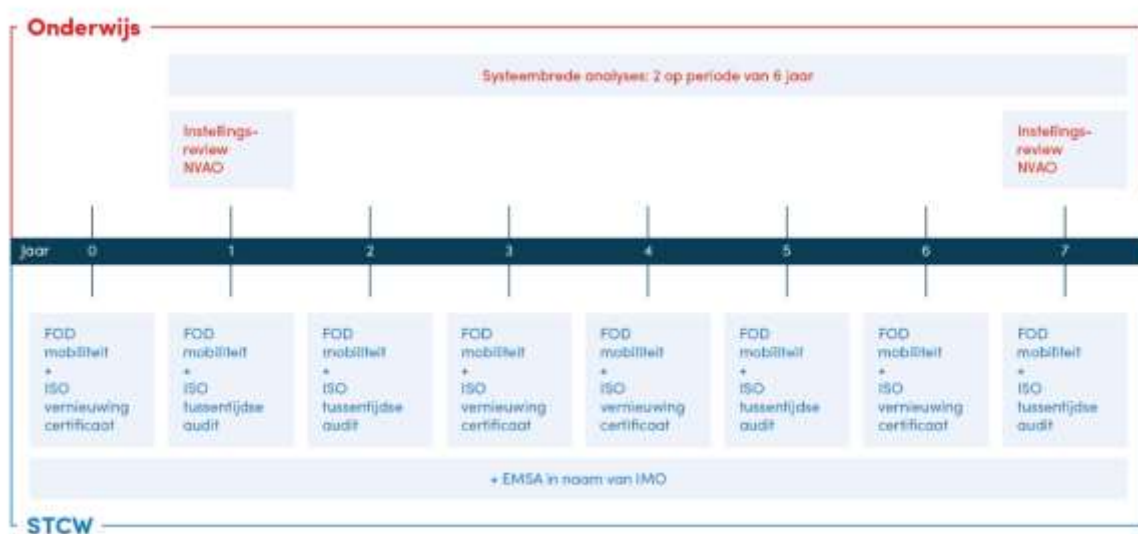 Onderwijs
Systeembrede analyses: 2 op periode van 6 jaar
Instellings-
review
NVAO
Instellings-
review
NVAO
Jaar 0 1 2 3 4 5 6 7
FOD
mobiliteit
+
ISO
vernieuwing
certificaat
FOD
mobiliteit
+
ISO
tussentijdse
audit
FOD
mobiliteit
+
ISO
tussentijdse
audit
FOD
mobiliteit
+
ISO
vernieuwing
certificaat
FOD
mobiliteit
+
ISO
vernieuwing
certificaat
FOD
mobiliteit
+
ISO
tussentijdse
audit
FOD
mobiliteit
+
ISO
vernieuwing
certificaat
FOD
mobiliteit
+
ISO
tussentijdse
audit
+ EMSA in naam van IMO
STCW